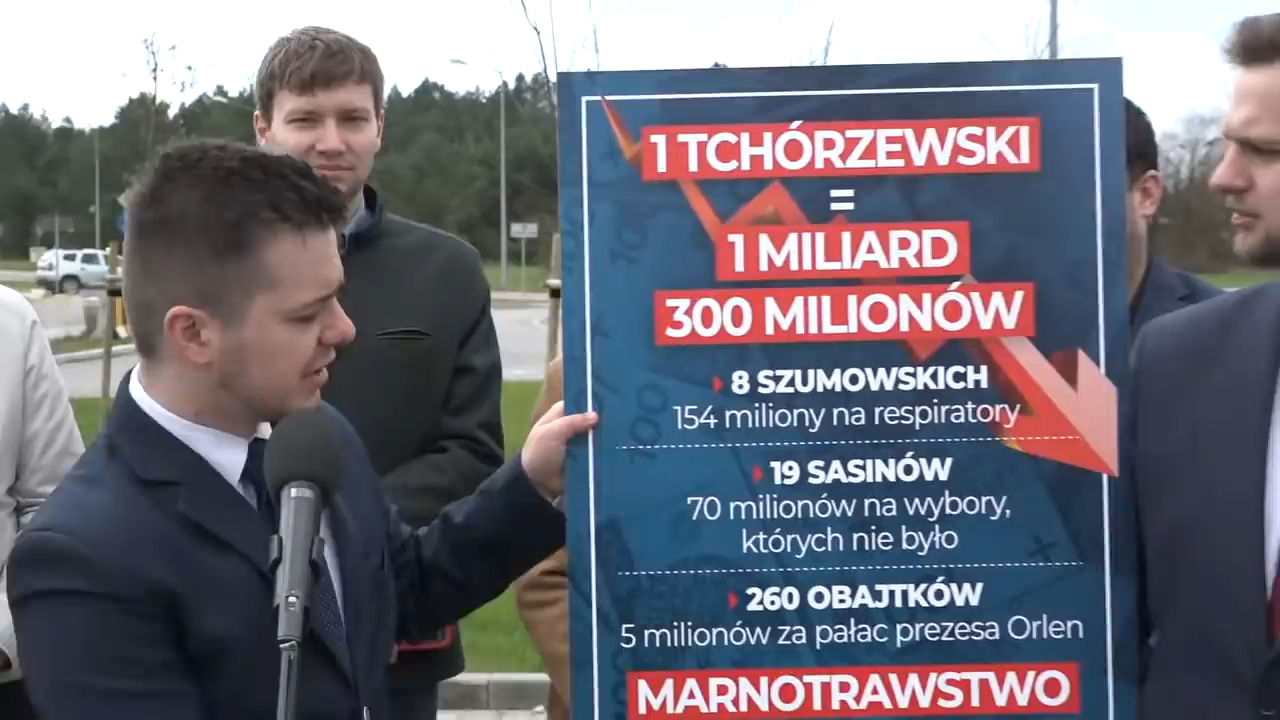 1 TCHÓRZEWSKI
=
1 MILIARD
300 MILIONÓW
8 SZUMOWSKICH
154 miliony na respiratory
19 SASINÓW
70 milionów na wybory,
których nie było
260 OBAJTKÓW
5 milionów za pałac prezesa Orlen
MARNOTRAWSTWO